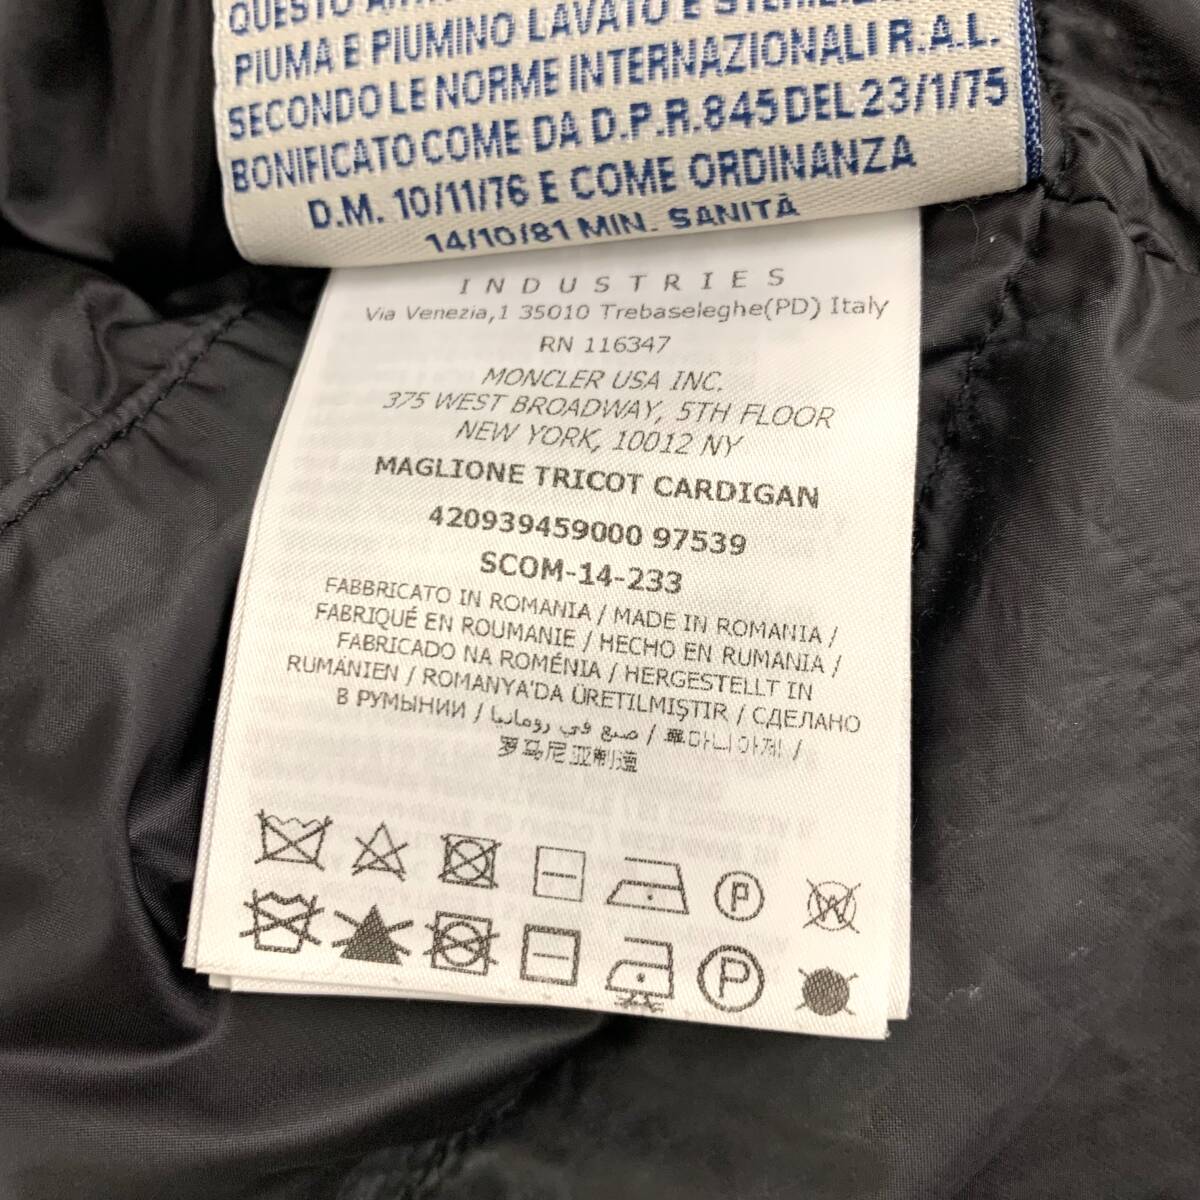 QUESTO
PIUMA E PIUMINO LAVATO E
SECONDO LE NORME INTERNAZIONALI R.A.L.
BONIFICATO COME DA D.P.R.845 DEL 23/1/75
D.M. 10/11/76 E COME ORDINANZA
14/10/81 MIN. SANITÀ
INDUSTRIES
Via Venezia,1 35010 Trebaseleghe(PD) Italy
RN 116347
MONCLER USA INC.
375 WEST BROADWAY, 5TH FLOOR
NEW YORK, 10012 NY
MAGLIONE TRICOT CARDIGAN
420939459000 97539
SCOM-14-233
FABBRICATO IN ROMANIA / MADE IN ROMANIA /
FABRIQUÉ EN ROUMANIE / HECHO EN RUMANIA /
FABRICADO NA ROMÉNIA / HERGESTELLT IN
RUMÄNIEN / ROMANYA'DA ÜRETILMIŞTIR / СДЕЛАНО
В РУМЫНИИ / صنع في رومانيا / 루마니아제 /
罗马尼亚制造
P
W
P